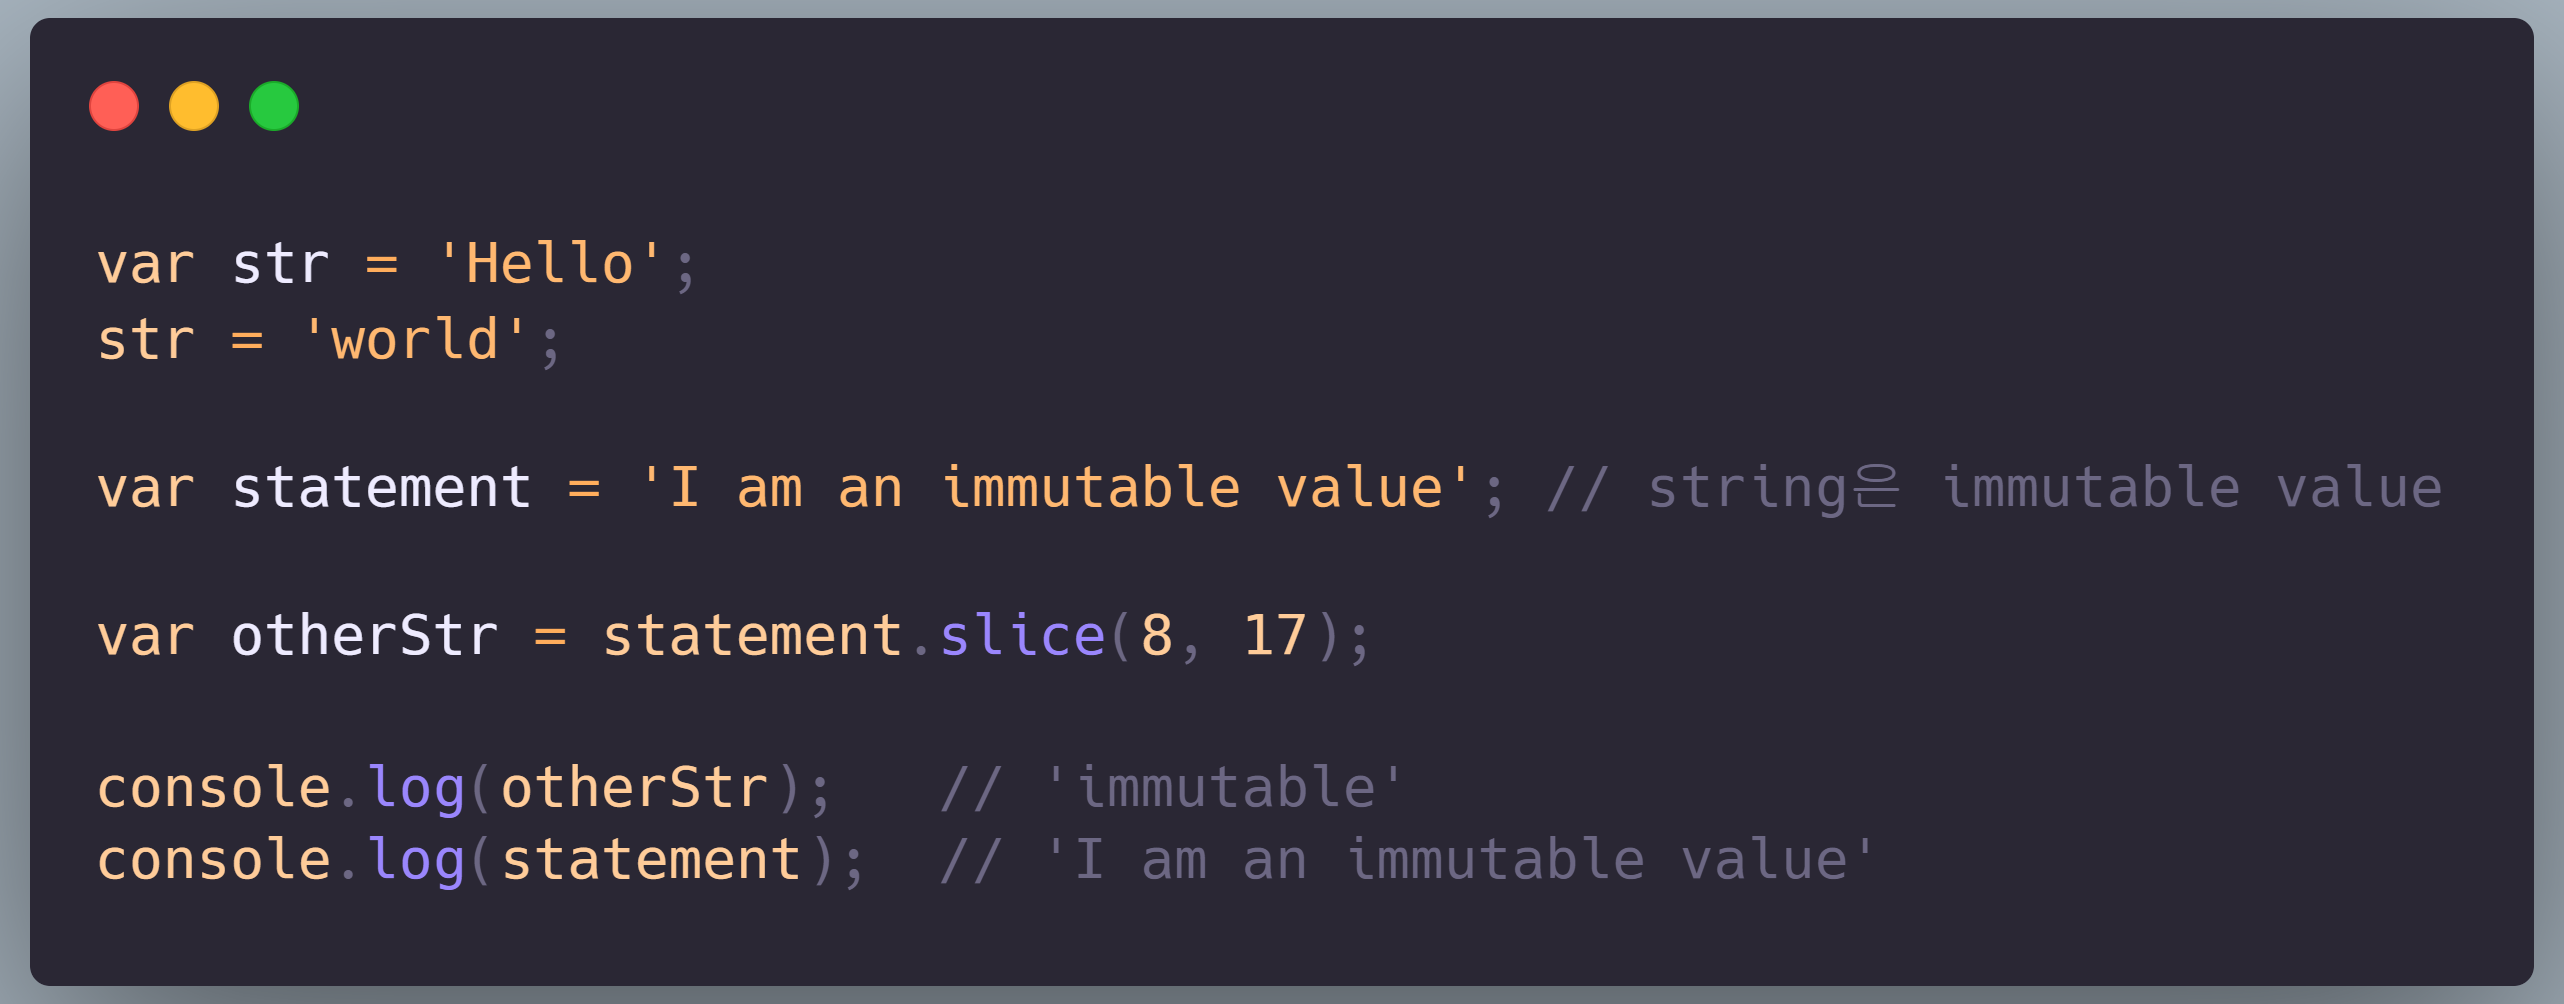 var str = 'Hello';
str = 'world';
var statement = 'I am an immutable value'; // string은 immutable value
var otherStr = statement.slice(8, 17);
console.log(otherStr);   // 'immutable'
console.log(statement);  // 'I am an immutable value'